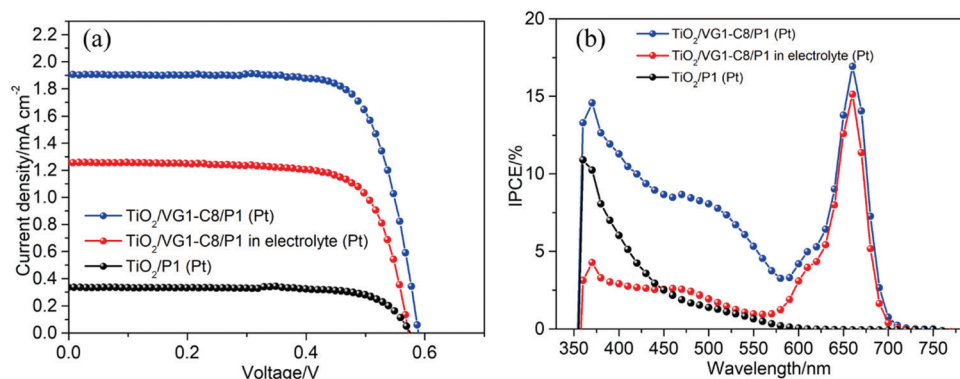 (a)
Current density/mA cm⁻²
2.0
1.8
1.6
1.4
1.2
1.0
0.8
0.6
0.4
0.2
0.0
TiO₂/VG1-C8/P1 (Pt)
TiO₂/VG1-C8/P1 in electrolyte (Pt)
TiO₂/P1 (Pt)
0.0 0.2 0.4 0.6
Voltage/V
(b)
TiO₂/VG1-C8/P1 (Pt)
TiO₂/VG1-C8/P1 in electrolyte (Pt)
TiO₂/P1 (Pt)
IPCE/%
20
15
10
5
0
350 400 450 500 550 600 650 700 750
Wavelength/nm